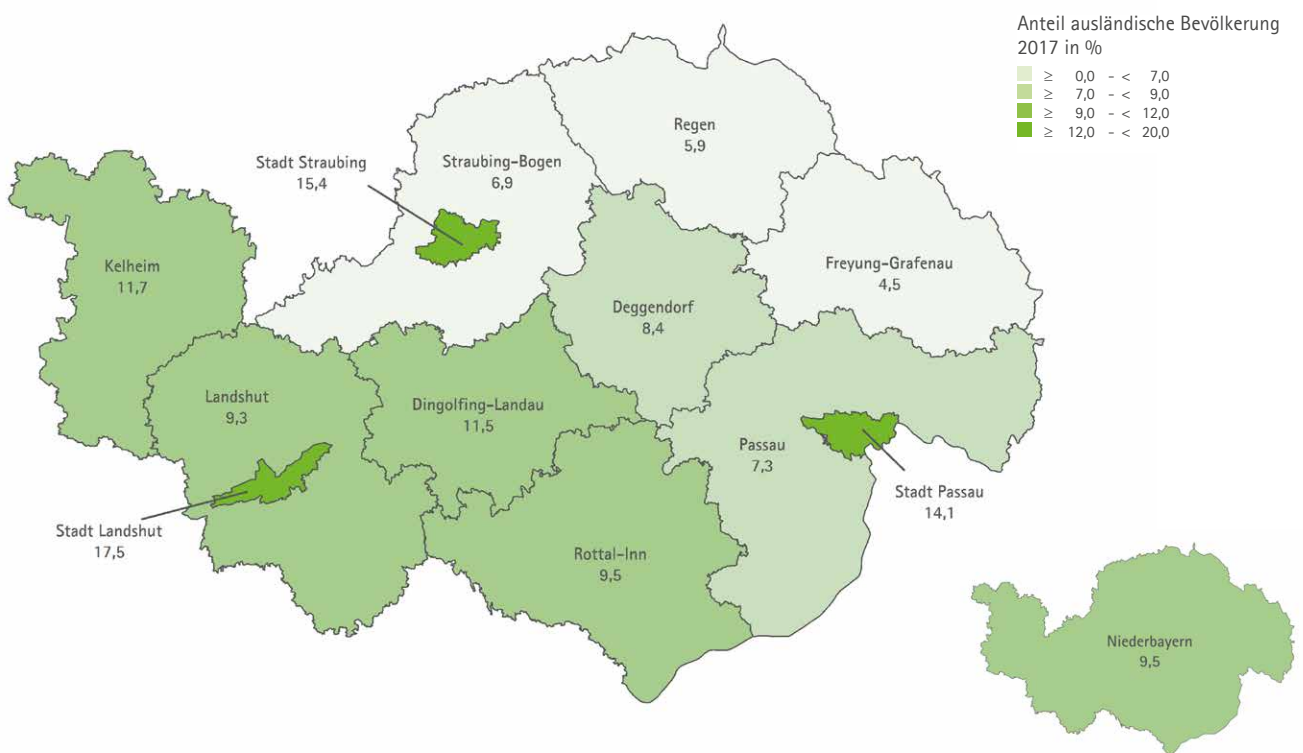 Anteil ausländische Bevölkerung
2017 in %
≥ 0,0 - < 7,0
≥ 7,0 - < 9,0
≥ 9,0 - < 12,0
≥ 12,0 - < 20,0
Regen
5,9
Stadt Straubing
15,4
Straubing-Bogen
6,9
Kelheim
11,7
Freyung-Grafenau
4,5
Deggendorf
8,4
Landshut
9,3
Dingolfing-Landau
11,5
Passau
7,3
Stadt Passau
14,1
Stadt Landshut
17,5
Rottal-Inn
9,5
Niederbayern
9,5